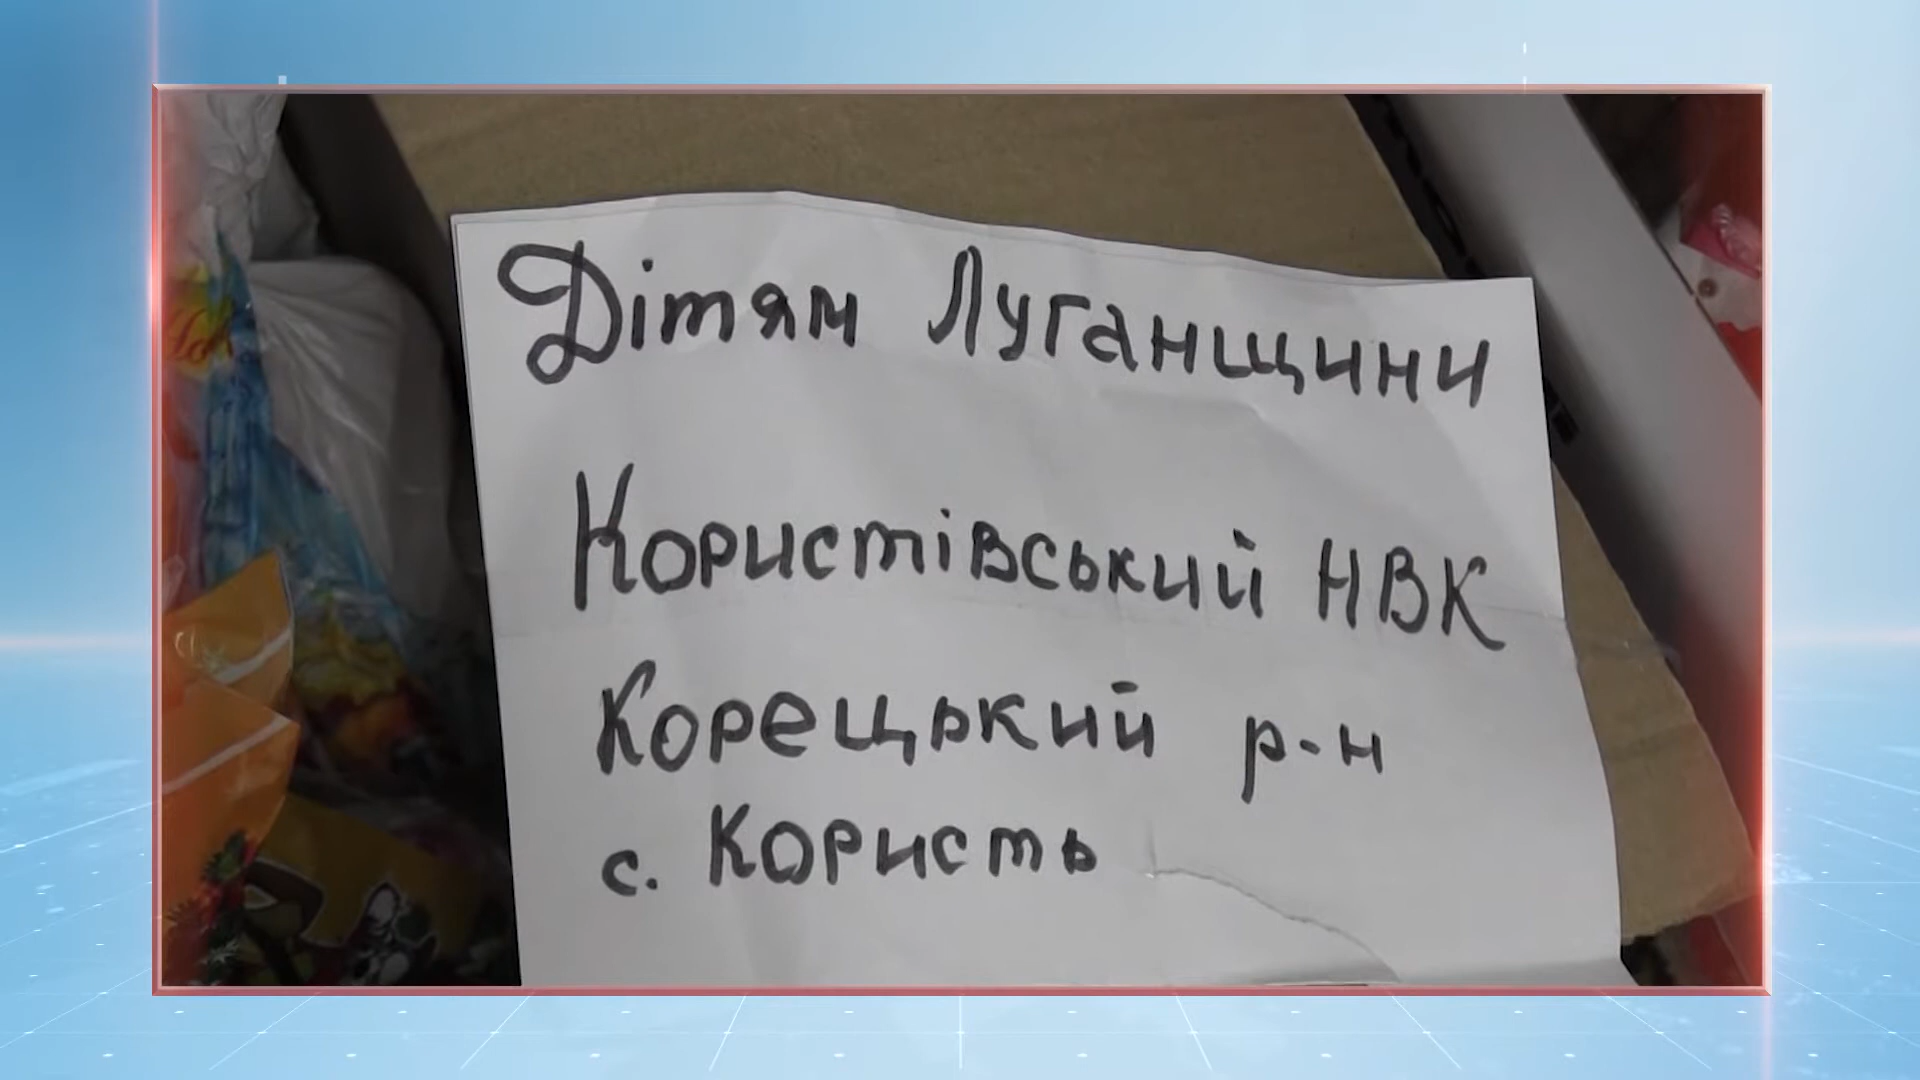 Дітям Луганщини
Користівський НВК
Корецький р-н
с. Користь